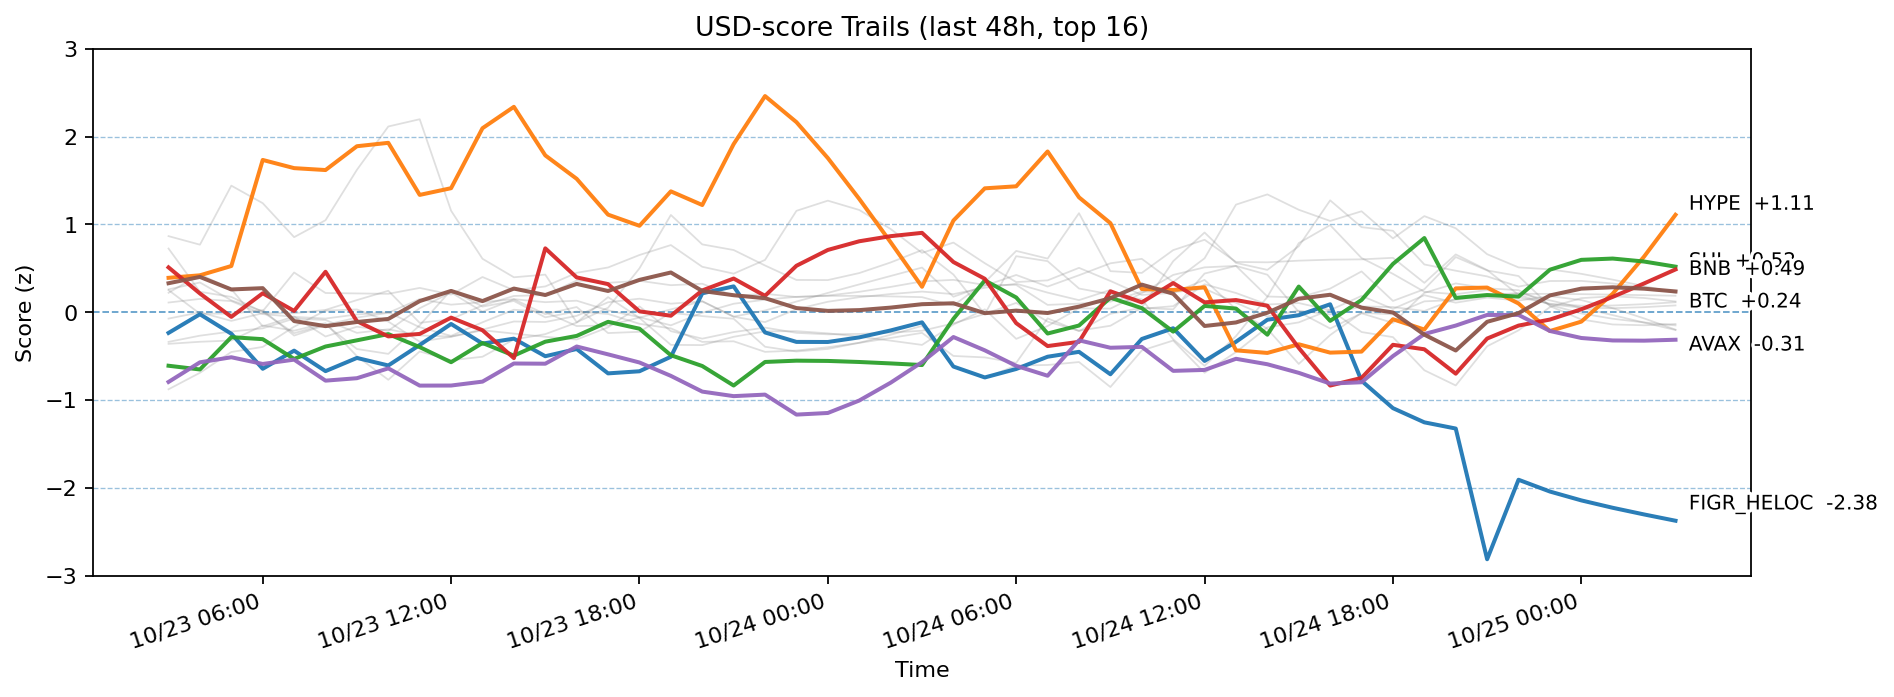 USD-score Trails (last 48h, top 16)
Score (z)
3
2
1
0
−1
−2
−3
HYPE +1.11
+0.52
BNB +0.49
BTC +0.24
AVAX -0.31
FIGR_HELOC -2.38
10/23 06:00
10/23 12:00
10/23 18:00
10/24 00:00
10/24 06:00
10/24 12:00
10/24 18:00
10/25 00:00
Time